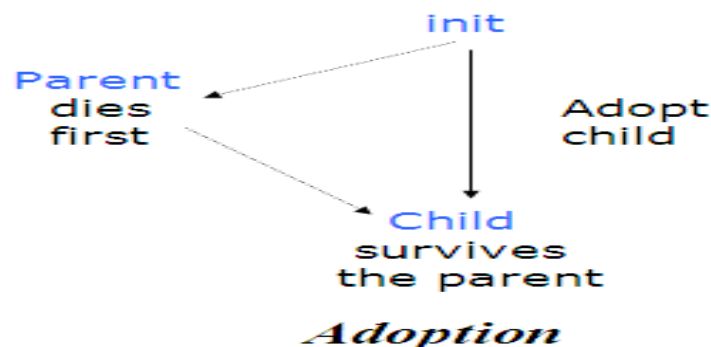 init
Parent
dies
first
Adopt
child
Child
survives
the parent
Adoption